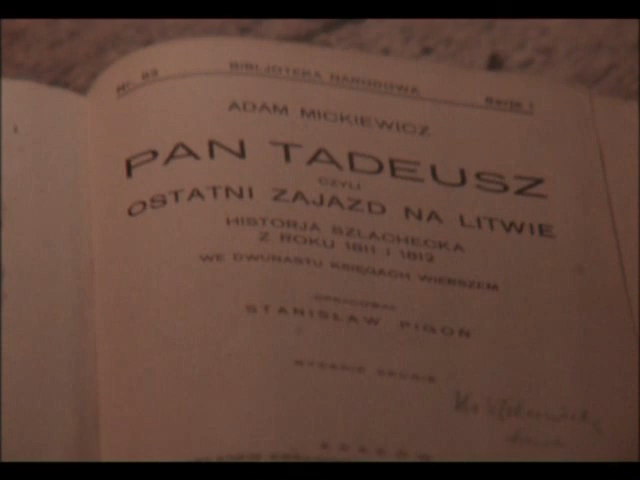 Nr. 83 BIBLJOTEKA NARODOWA Serja I
ADAM MICKIEWICZ
PAN TADEUSZ
CZYLI
OSTATNI ZAJAZD NA LITWIE
HISTORJA SZLACHECKA
Z ROKU 1811 I 1812
WE DWUNASTU KSIĘGACH WIERSZEM
OPRACOWAŁ
STANISŁAW PIGOŃ
WYDANIE
KRAKÓW